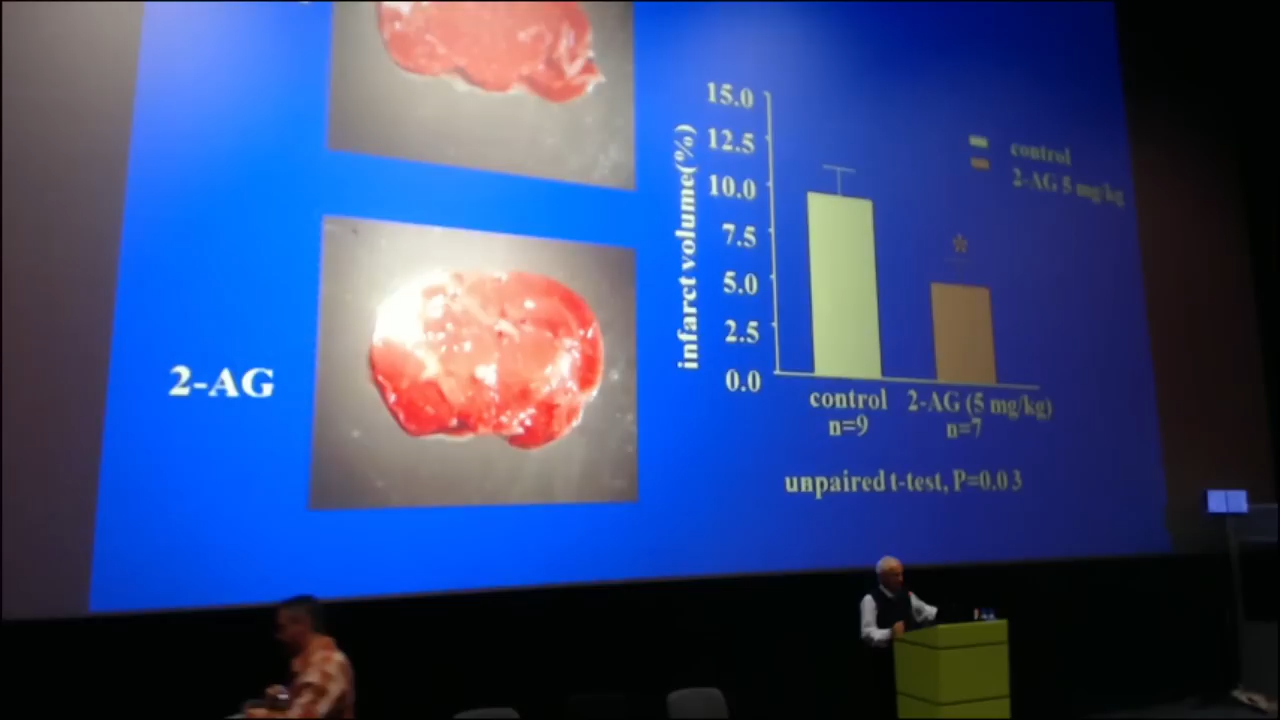 2-AG
infarct volume(%)
15.0
12.5
10.0
7.5
5.0
2.5
0.0
*
control
2-AG 5 mg/kg
control
n=9
2-AG (5 mg/kg)
n=7
unpaired t-test, P=0.03